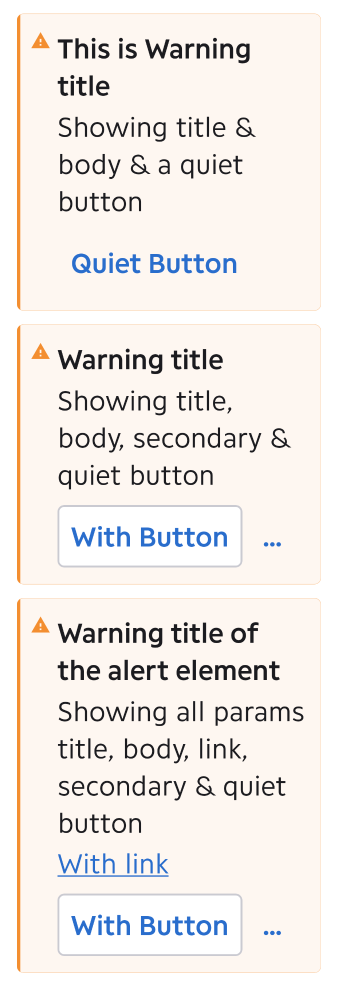 This is Warning
title
Showing title &
body & a quiet
button
Quiet Button
Warning title
Showing title,
body, secondary &
quiet button
With Button ...
Warning title of
the alert element
Showing all params
title, body, link,
secondary & quiet
button
With link
With Button ...